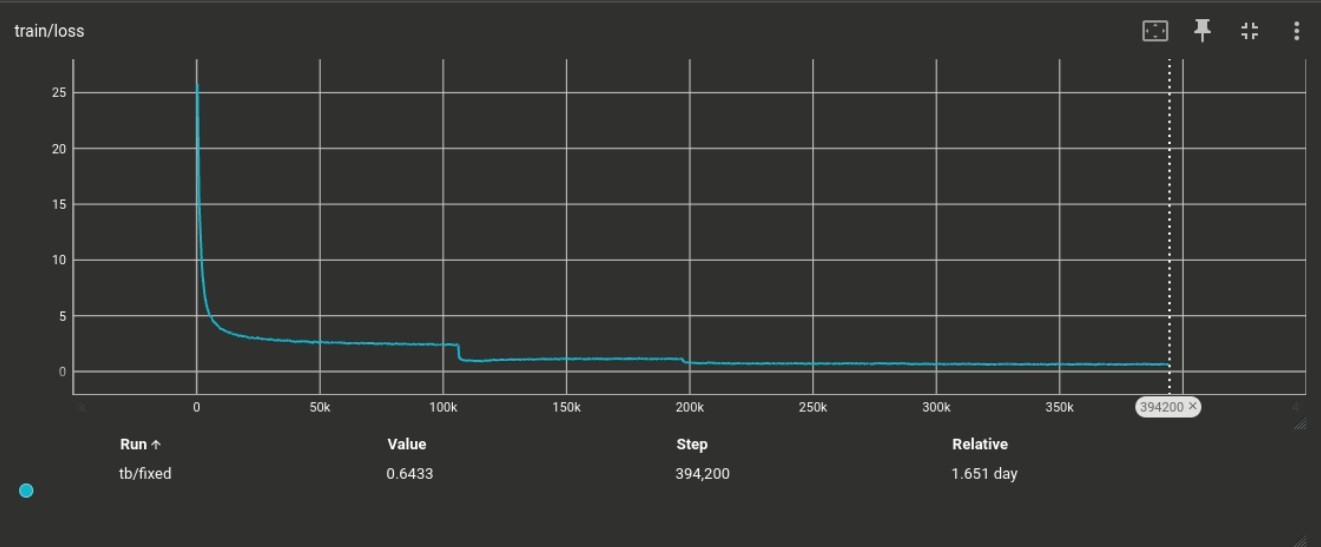 train/loss
25
20
15
10
5
0
0 50k 100k 150k 200k 250k 300k 350k 394200 ×
Run ↑ Value Step Relative
tb/fixed 0.6433 394,200 1.651 day